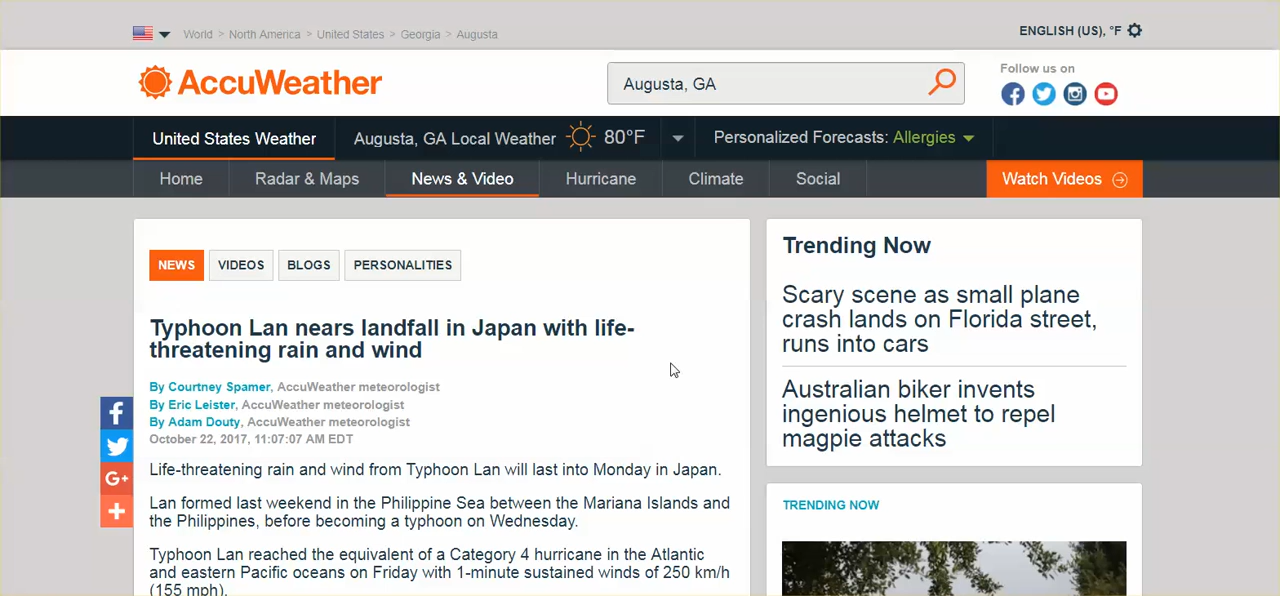 World > North America > United States > Georgia > Augusta
ENGLISH (US), °F
AccuWeather
Augusta, GA
Follow us on
United States Weather
Augusta, GA Local Weather 80°F
Personalized Forecasts: Allergies
Home
Radar & Maps
News & Video
Hurricane
Climate
Social
Watch Videos
NEWS
VIDEOS
BLOGS
PERSONALITIES
Typhoon Lan nears landfall in Japan with life-
threatening rain and wind
By Courtney Spamer, AccuWeather meteorologist
By Eric Leister, AccuWeather meteorologist
By Adam Douty, AccuWeather meteorologist
October 22, 2017, 11:07:07 AM EDT
Life-threatening rain and wind from Typhoon Lan will last into Monday in Japan.
Lan formed last weekend in the Philippine Sea between the Mariana Islands and
the Philippines, before becoming a typhoon on Wednesday.
Typhoon Lan reached the equivalent of a Category 4 hurricane in the Atlantic
and eastern Pacific oceans on Friday with 1-minute sustained winds of 250 km/h
(155 mph).
G+
Trending Now
Scary scene as small plane
crash lands on Florida street,
runs into cars
Australian biker invents
ingenious helmet to repel
magpie attacks
TRENDING NOW